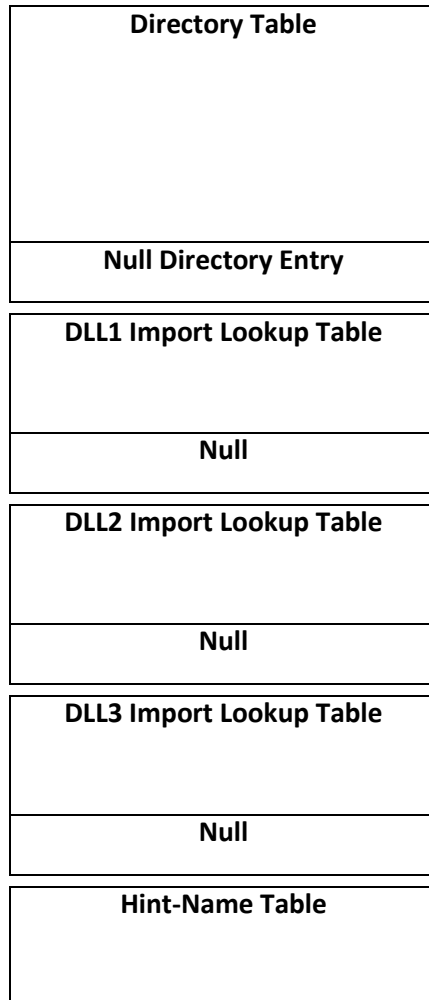 Directory Table
Null Directory Entry
DLL1 Import Lookup Table
Null
DLL2 Import Lookup Table
Null
DLL3 Import Lookup Table
Null
Hint-Name Table